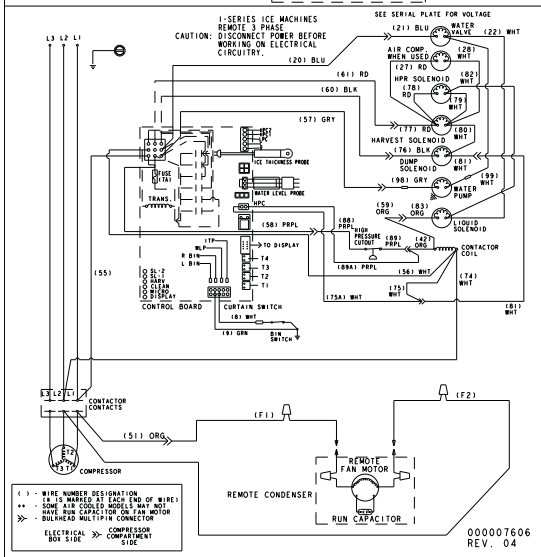 I-SERIES ICE MACHINES
REMOTE 3 PHASE
CAUTION: DISCONNECT POWER BEFORE
WORKING ON ELECTRICAL
CIRCUITRY.
SEE SERIAL PLATE FOR VOLTAGE
L3 L2 L1
(20) BLU
(21) BLU
WATER
VALVE
(22) WHT
AIR COMP.
WHEN USED
(28)
WHT
(27) RD
(82)
WHT
HPR SOLENOID
(78)
RD
(79)
WHT
(61) RD
(60) BLK
(57) GRY
(77) RD
(80)
WHT
HARVEST SOLENOID
(76) BLK
DUMP
SOLENOID
(81)
WHT
(99)
WHT
(98) GRY
WATER
PUMP
(59)
ORG
(83)
ORG
LIQUID
SOLENOID
FUSE
(7A)
TRANS.
ICE THICKNESS PROBE
WATER LEVEL PROBE
HPC
(58) PRPL
(88)
PRPL
HIGH
PRESSURE
CUTOUT
(89)
PRPL
(42)
ORG
CONTACTOR
COIL
(89A) PRPL
(56) WHT
(74)
WHT
(75)
WHT
(75A) WHT
(81)
WHT
(55)
TO DISPLAY
ITP
WLP
R BIN
L BIN
T4
T3
T2
T1
SL-2
SL-1
HARV
CLEAN
MICRO
DISPLAY
CONTROL BOARD
CURTAIN SWITCH
(8) WHT
(9) GRN
BIN
SWITCH
L3 L2 L1
CONTACTOR
CONTACTS
(51) ORG
(F1)
(F2)
T2
T3 T1
COMPRESSOR
REMOTE
FAN MOTOR
REMOTE CONDENSER
RUN CAPACITOR
( ) - WIRE NUMBER DESIGNATION
(# IS MARKED AT EACH END OF WIRE)
** - SOME AIR COOLED MODELS MAY NOT
HAVE RUN CAPACITOR ON FAN MOTOR
>>- - BULKHEAD MULTIPIN CONNECTOR
ELECTRICAL
BOX SIDE
>>
COMPRESSOR
COMPARTMENT
SIDE
000007606
REV. 04